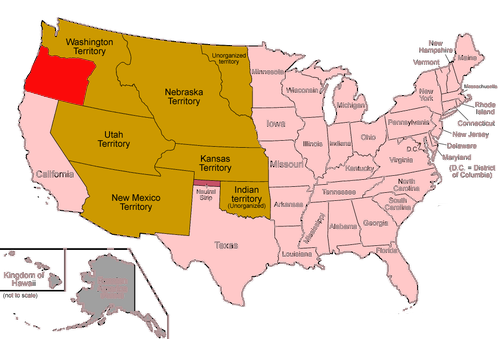 Washington
Territory
Unorganized
territory
Nebraska
Territory
Utah
Territory
Kansas
Territory
New Mexico
Territory
Neutral
Strip
Indian
territory
(Unorganized)
California
Texas
Minnesota
Wisconsin
Michigan
Iowa
Illinois
Indiana
Ohio
Missouri
Kentucky
Arkansas
Tennessee
Louisiana
Mississippi
Alabama
Georgia
Florida
South
Carolina
North
Carolina
Virginia
D.C.
Pennsylvania
New
York
New
Hampshire
Vermont
Maine
Massachusetts
Rhode
Island
Connecticut
New Jersey
Delaware
Maryland
(D.C. = District
of Columbia)
Kingdom of
Hawaii
(not to scale)